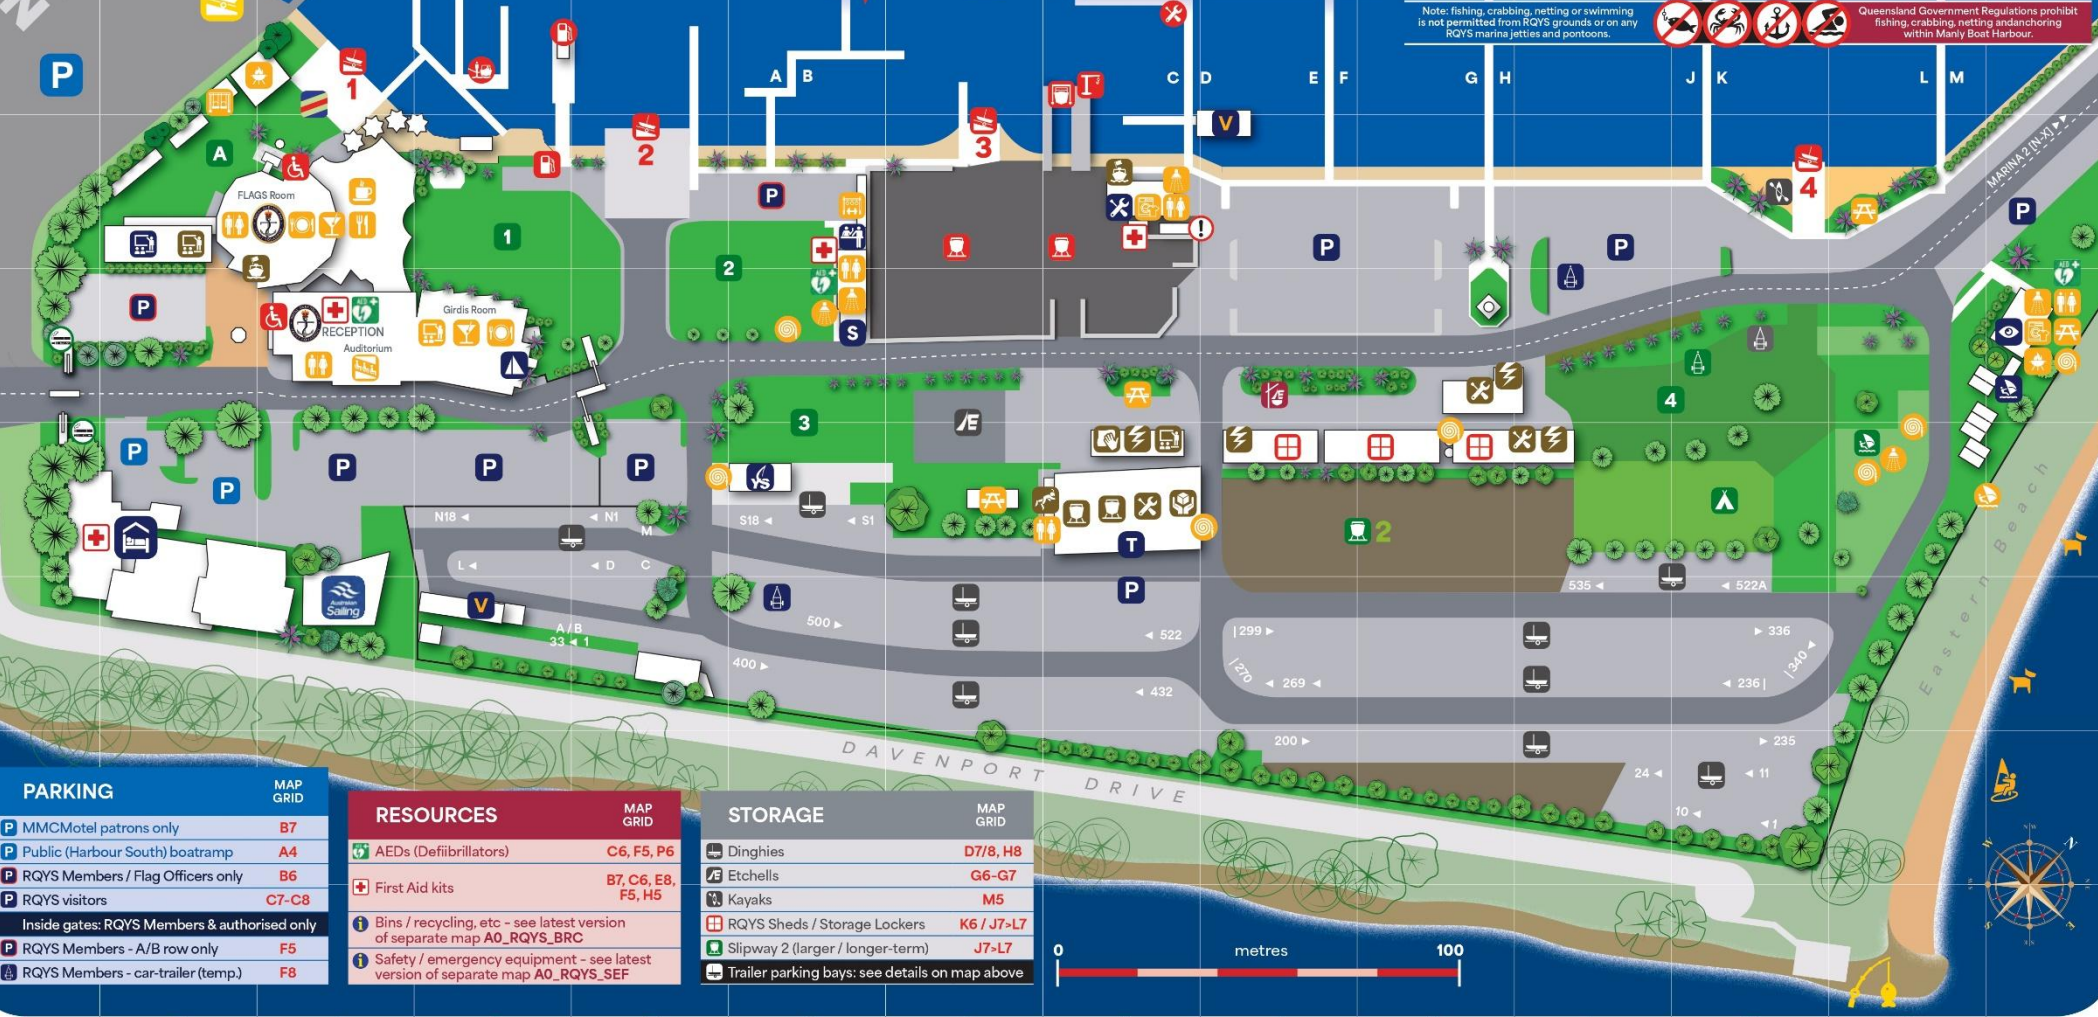 Note: fishing, crabbing, netting or swimming
is not permitted from RQYS grounds or on any
RQYS marina jetties and pontoons.
Queensland Government Regulations prohibit
fishing, crabbing, netting andanchoring
within Manly Boat Harbour.
P
1
A B
C D
E F
G H
J K
L M
2
3
V
4
MARINA 2 [N-X]
A
FLAGS Room
P
P
1
2
P
P
P
P
RECEPTION
Auditorium
Girdis Room
S
3
4
P
P
P
P
P
N18
N1
M
S18
S1
T
2
L
D
C
P
535
522A
Australian
Sailing
V
A/B
33 1
500
522
299
336
400
432
270
269
236
340
200
235
24
11
10
1
DAVENPORT DRIVE
Eastern Beach
PARKING
MAP
GRID
P MMCMotel patrons only B7
P Public (Harbour South) boatramp A4
P RQYS Members / Flag Officers only B6
P RQYS visitors C7-C8
Inside gates: RQYS Members & authorised only
P RQYS Members - A/B row only F5
RQYS Members - car-trailer (temp.) F8
RESOURCES
MAP
GRID
AEDs (Defiibrillators) C6, F5, P6
First Aid kits B7, C6, E8,
F5, H5
Bins / recycling, etc – see latest version
of separate map A0_RQYS_BRC
Safety / emergency equipment – see latest
version of separate map A0_RQYS_SEF
STORAGE
MAP
GRID
Dinghies D7/8, H8
Etchells G6-G7
Kayaks M5
RQYS Sheds / Storage Lockers K6 / J7>L7
Slipway 2 (larger / longer-term) J7>L7
Trailer parking bays: see details on map above
0 metres 100